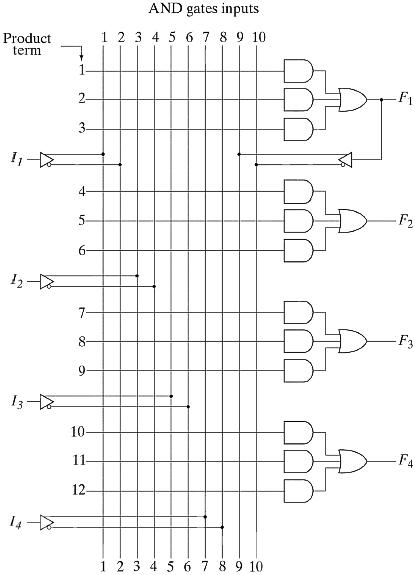 AND gates inputs
Product term
1 2 3 4 5 6 7 8 9 10
1
2
3
F1
I1
4
5
6
F2
I2
7
8
9
F3
I3
10
11
12
F4
I4
1 2 3 4 5 6 7 8 9 10